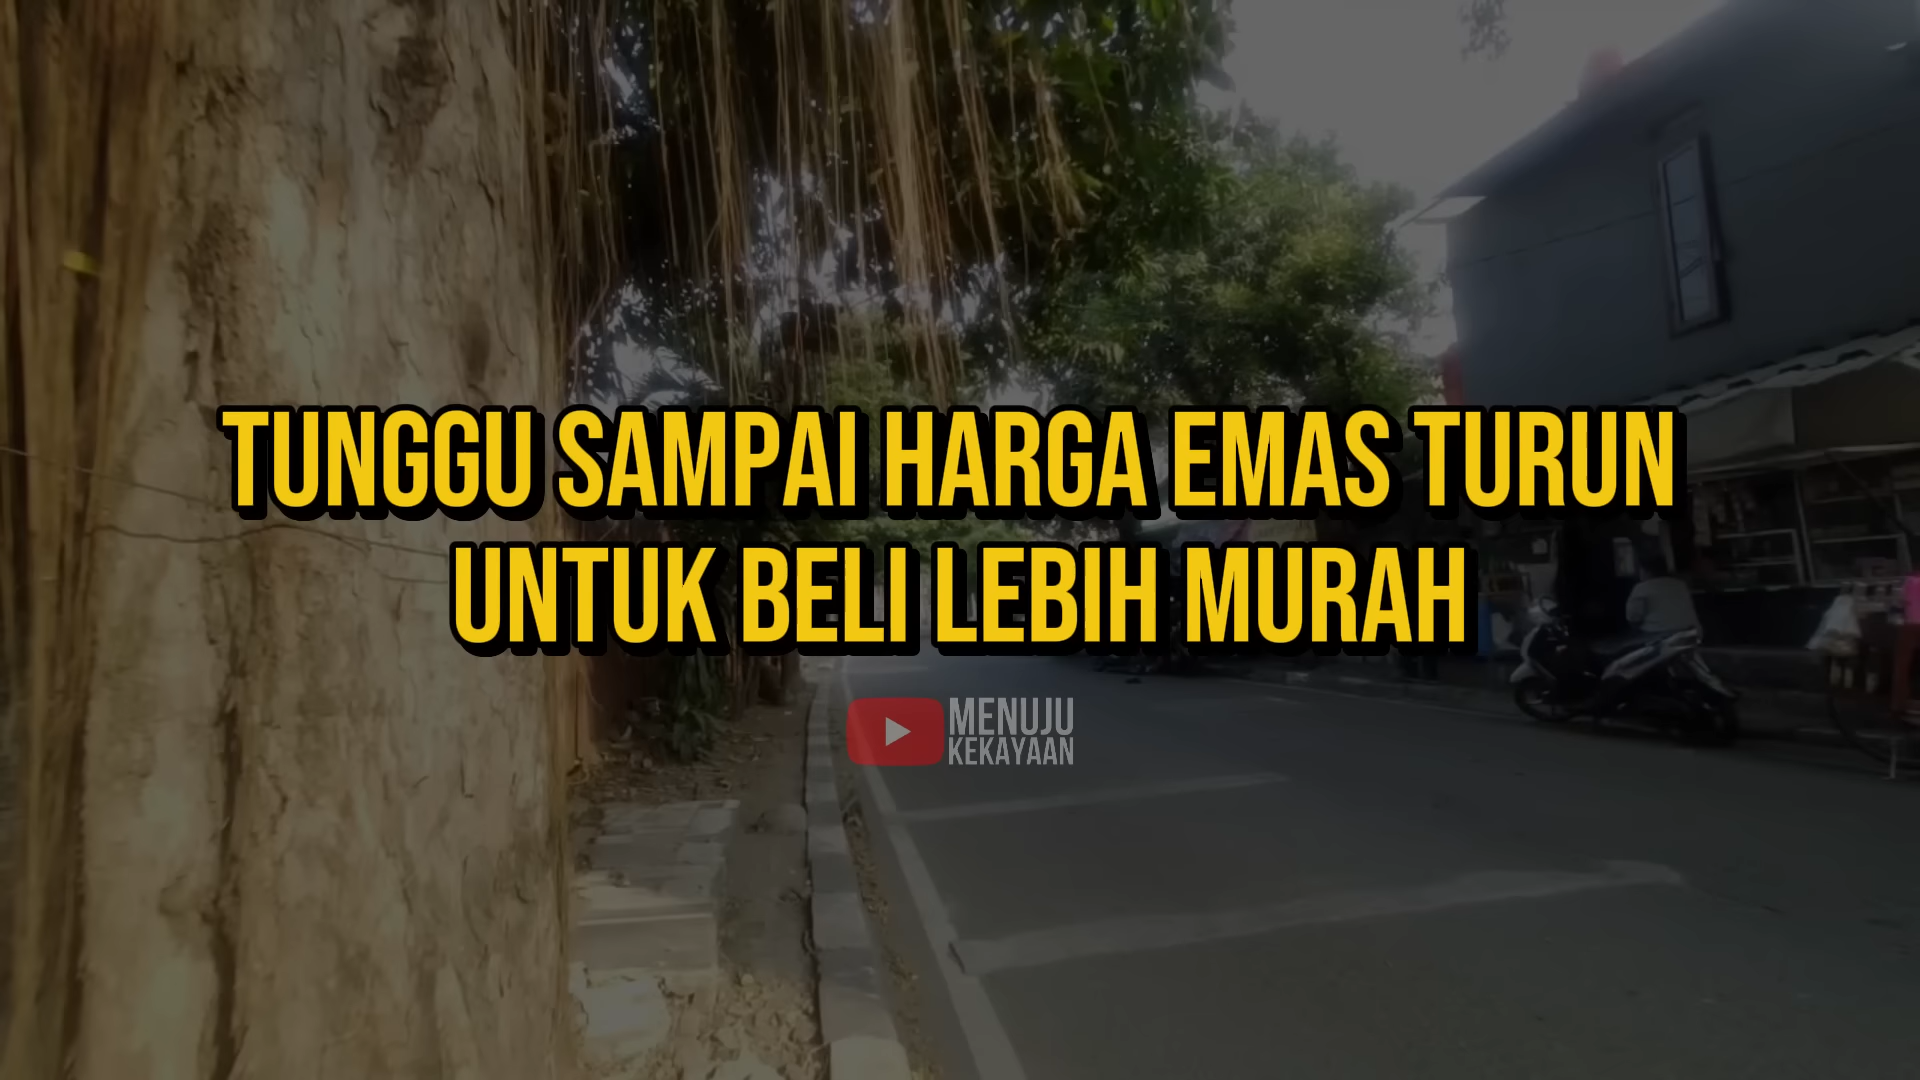 TUNGGU SAMPAI HARGA EMAS TURUN
UNTUK BELI LEBIH MURAH
MENUJU
KEKAYAAN